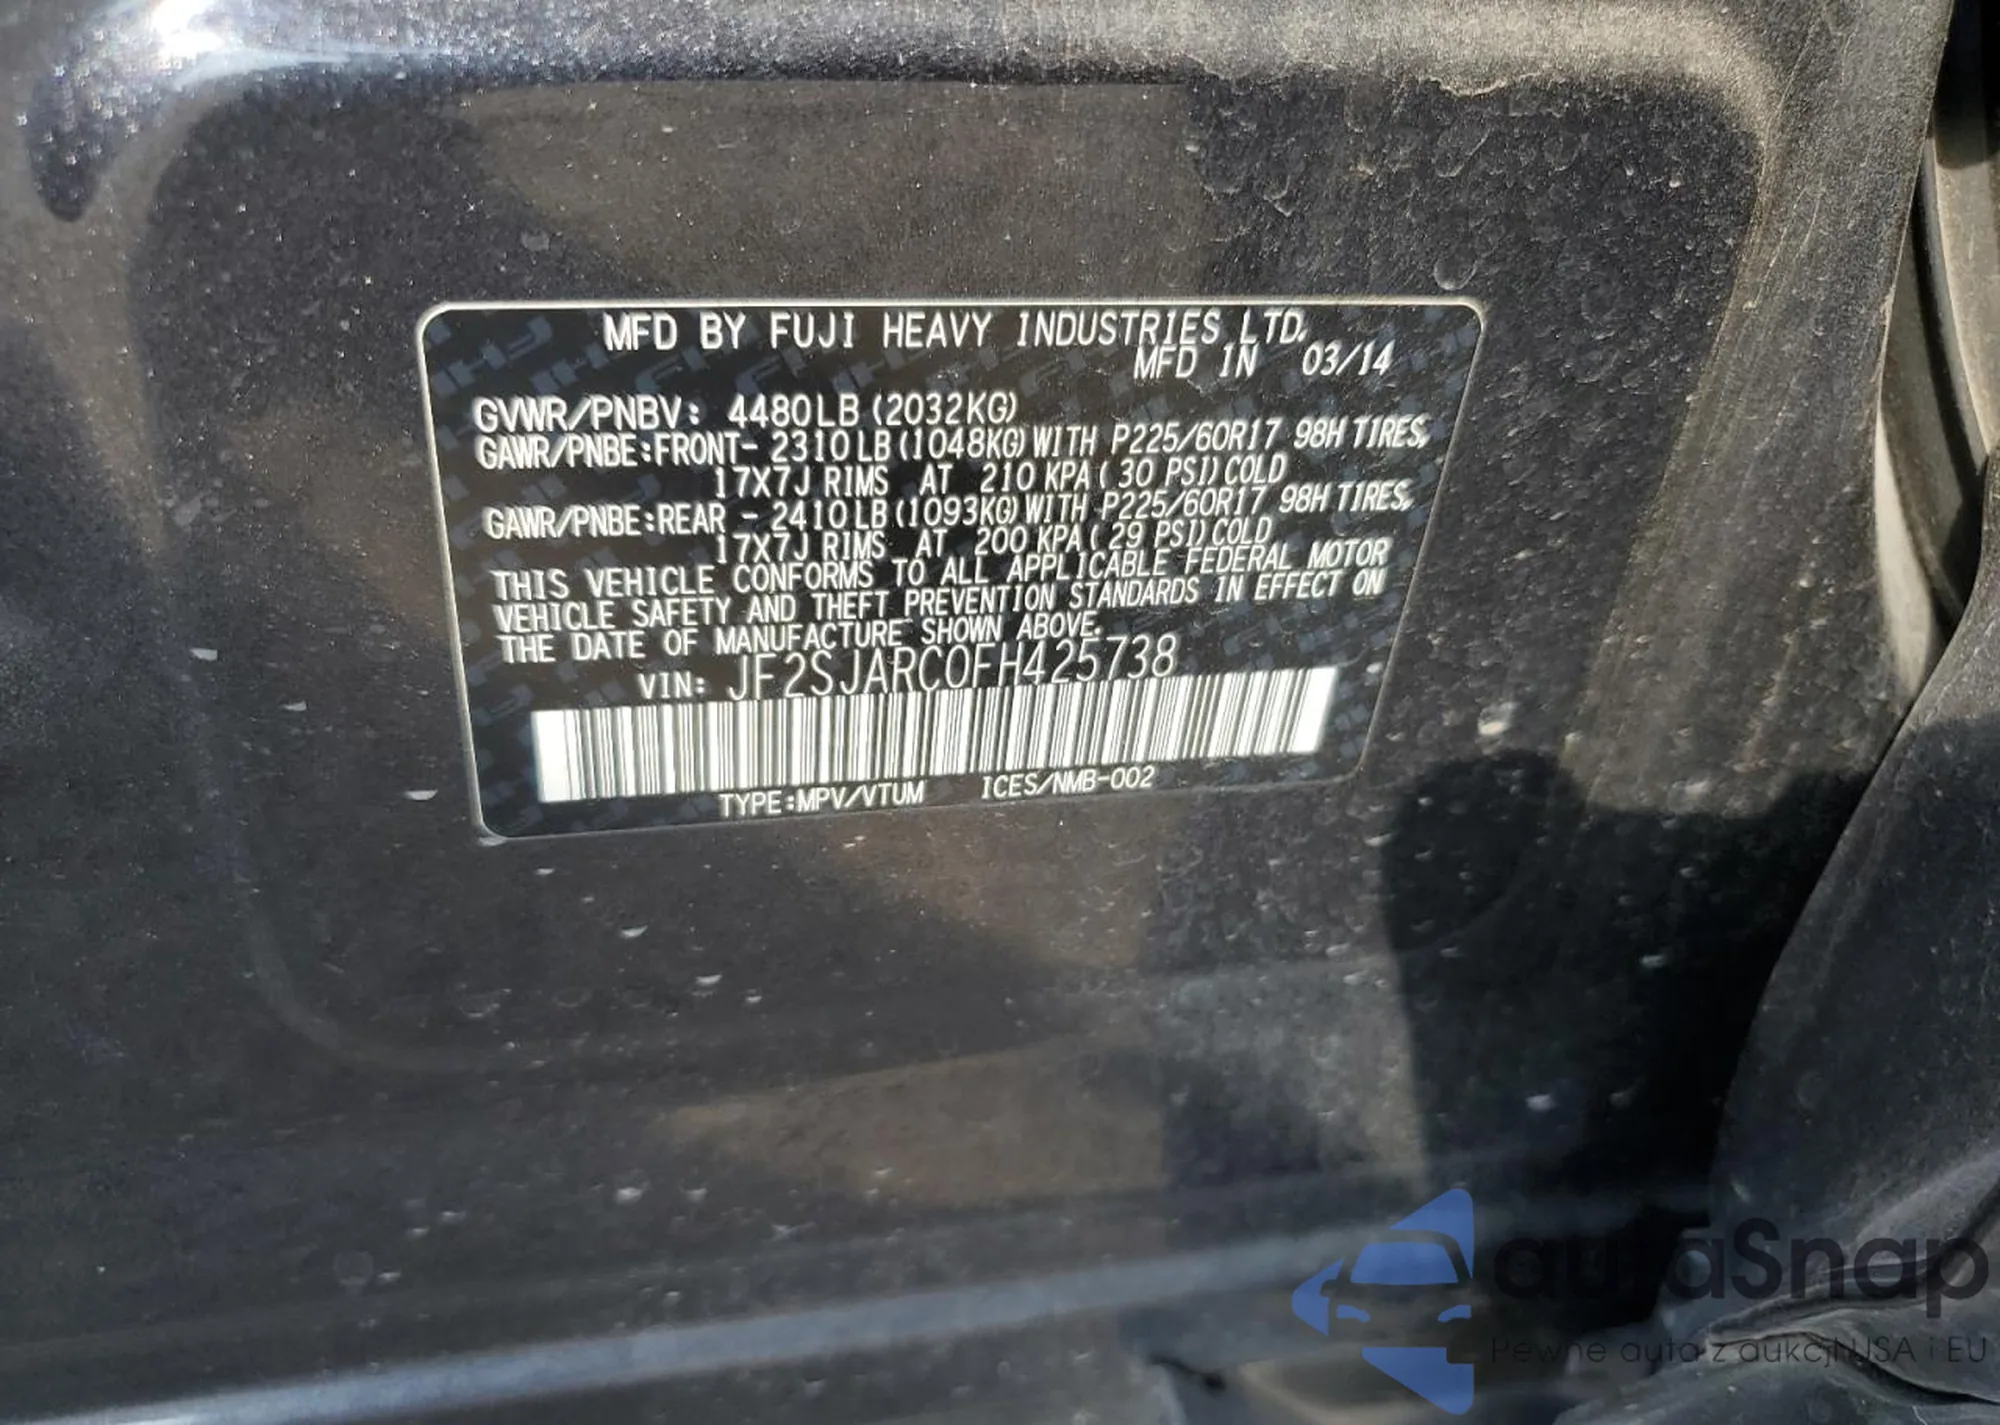 MFD BY FUJI HEAVY INDUSTRIES LTD.
MFD IN 03/14
GVWR/PNBV: 4480LB (2032KG)
GAWR/PNBE:FRONT- 2310LB (1048KG) WITH P225/60R17 98H TIRES,
17X7J RIMS AT 210 KPA ( 30 PSI) COLD
GAWR/PNBE:REAR - 2410LB (1093KG) WITH P225/60R17 98H TIRES,
17X7J RIMS AT 200 KPA ( 29 PSI) COLD
THIS VEHICLE CONFORMS TO ALL APPLICABLE FEDERAL MOTOR
VEHICLE SAFETY AND THEFT PREVENTION STANDARDS IN EFFECT ON
THE DATE OF MANUFACTURE SHOWN ABOVE.
VIN: JF2SJARC0FH425738
TYPE:MPV/VTUM ICES/NMB-002
autaSnap
Pewne auta z aukcji USA i EU